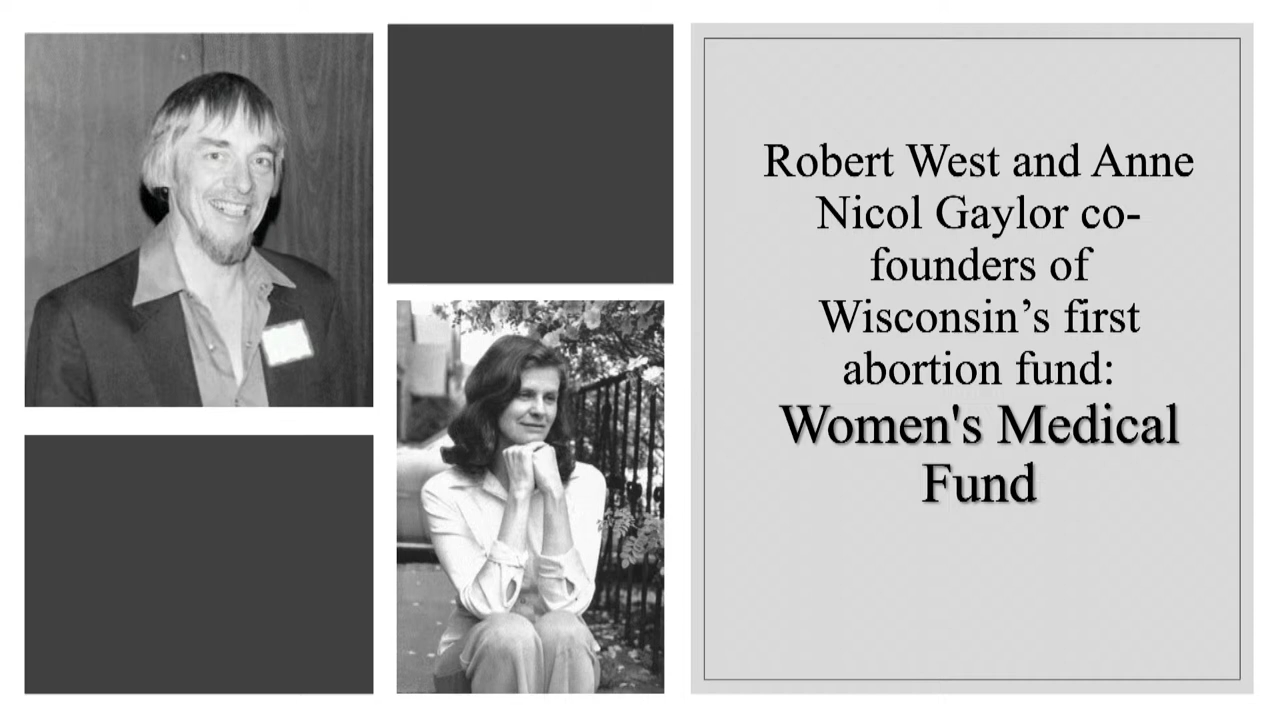 Robert West and Anne
Nicol Gaylor co-
founders of
Wisconsin’s first
abortion fund:
Women's Medical
Fund